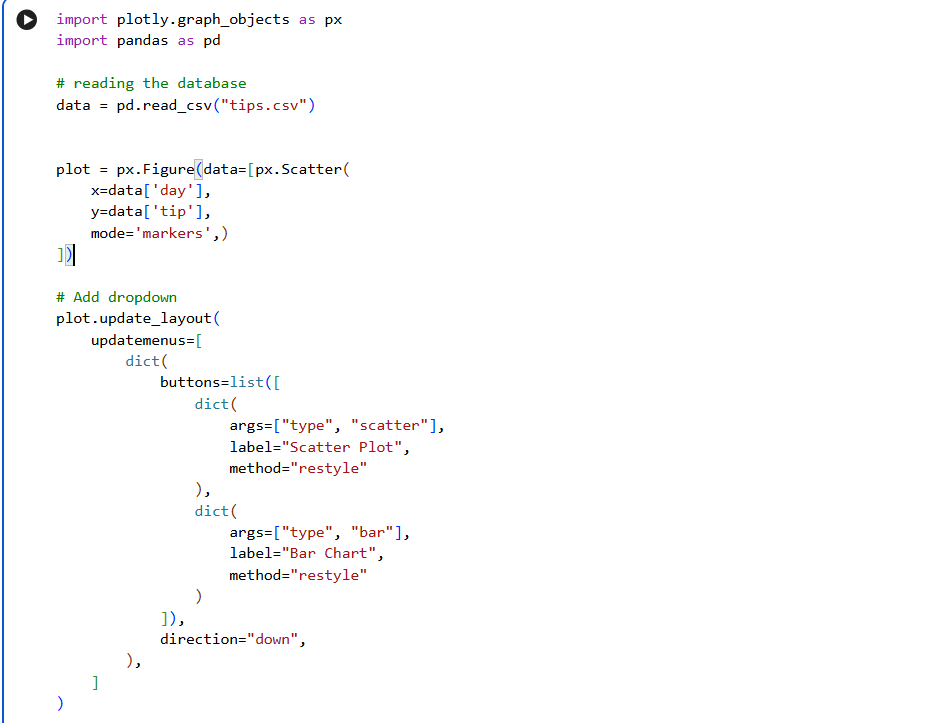 import plotly.graph_objects as px
import pandas as pd
# reading the database
data = pd.read_csv("tips.csv")
plot = px.Figure(data=[px.Scatter(
    x=data['day'],
    y=data['tip'],
    mode='markers',)
])
# Add dropdown
plot.update_layout(
    updatemenus=[
        dict(
            buttons=list([
                dict(
                    args=["type", "scatter"],
                    label="Scatter Plot",
                    method="restyle"
                ),
                dict(
                    args=["type", "bar"],
                    label="Bar Chart",
                    method="restyle"
                )
            ]),
            direction="down",
        ),
    ]
)